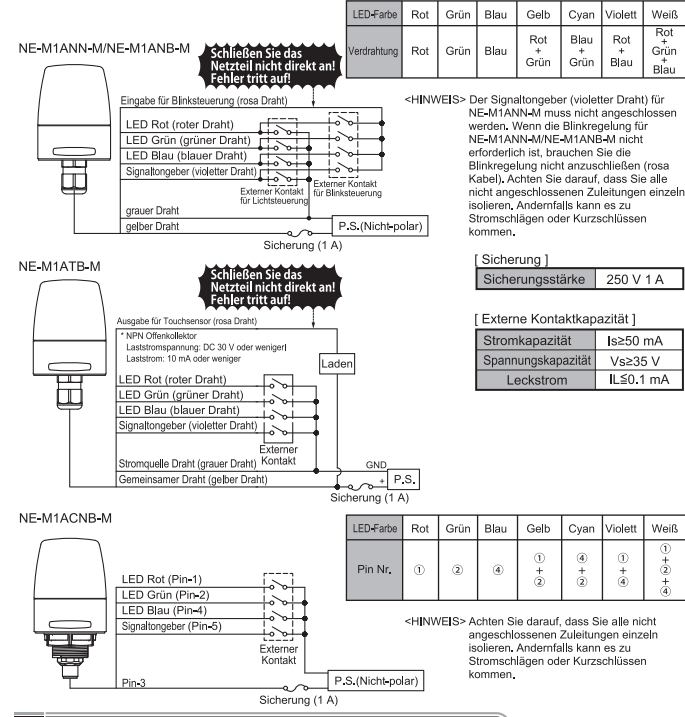 LED-Farbe Rot Grün Blau Gelb Cyan Violett Weiß
Verdrahtung Rot Grün Blau Rot + Grün Blau + Grün Rot + Blau Rot + Grün + Blau
NE-M1ANN-M/NE-M1ANB-M
Schließen Sie das
Netzteil nicht direkt an!
Fehler tritt auf!
Eingabe für Blinksteuerung (rosa Draht)
LED Rot (roter Draht)
LED Grün (grüner Draht)
LED Blau (blauer Draht)
Signaltongeber (violetter Draht)
Externer Kontakt
für Lichtsteuerung
Externer Kontakt
für Blinksteuerung
grauer Draht
gelber Draht
P.S.(Nicht-polar)
Sicherung (1 A)
<HINWEIS> Der Signaltongeber (violetter Draht) für
NE-M1ANN-M muss nicht angeschlossen
werden. Wenn die Blinkregelung für
NE-M1ANN-M/NE-M1ANB-M nicht
erforderlich ist, brauchen Sie die
Blinkregelung nicht anzuschließen (rosa
Kabel). Achten Sie darauf, dass Sie alle
nicht angeschlossenen Zuleitungen einzeln
isolieren. Andernfalls kann es zu
Stromschlägen oder Kurzschlüssen
kommen.
[ Sicherung ]
Sicherungsstärke 250 V 1 A
[ Externe Kontaktkapazität ]
Stromkapazität Is≥50 mA
Spannungskapazität Vs≥35 V
Leckstrom IL≦0.1 mA
NE-M1ATB-M
Schließen Sie das
Netzteil nicht direkt an!
Fehler tritt auf!
Ausgabe für Touchsensor (rosa Draht)
* NPN Offenkollektor
Laststromspannung: DC 30 V oder weniger
Laststrom: 10 mA oder weniger
Laden
LED Rot (roter Draht)
LED Grün (grüner Draht)
LED Blau (blauer Draht)
Signaltongeber (violetter Draht)
Externer
Kontakt
Stromquelle Draht (grauer Draht)
GND
Gemeinsamer Draht (gelber Draht)
+
P.S.
Sicherung (1 A)
NE-M1ACNB-M
LED Rot (Pin-1)
LED Grün (Pin-2)
LED Blau (Pin-4)
Signaltongeber (Pin-5)
Externer
Kontakt
Pin-3
P.S.(Nicht-polar)
Sicherung (1 A)
LED-Farbe Rot Grün Blau Gelb Cyan Violett Weiß
Pin Nr. ① ② ④ ① + ② ④ + ② ① + ④ ① + ② + ④
<HINWEIS> Achten Sie darauf, dass Sie alle nicht
angeschlossenen Zuleitungen einzeln
isolieren. Andernfalls kann es zu
Stromschlägen oder Kurzschlüssen
kommen.